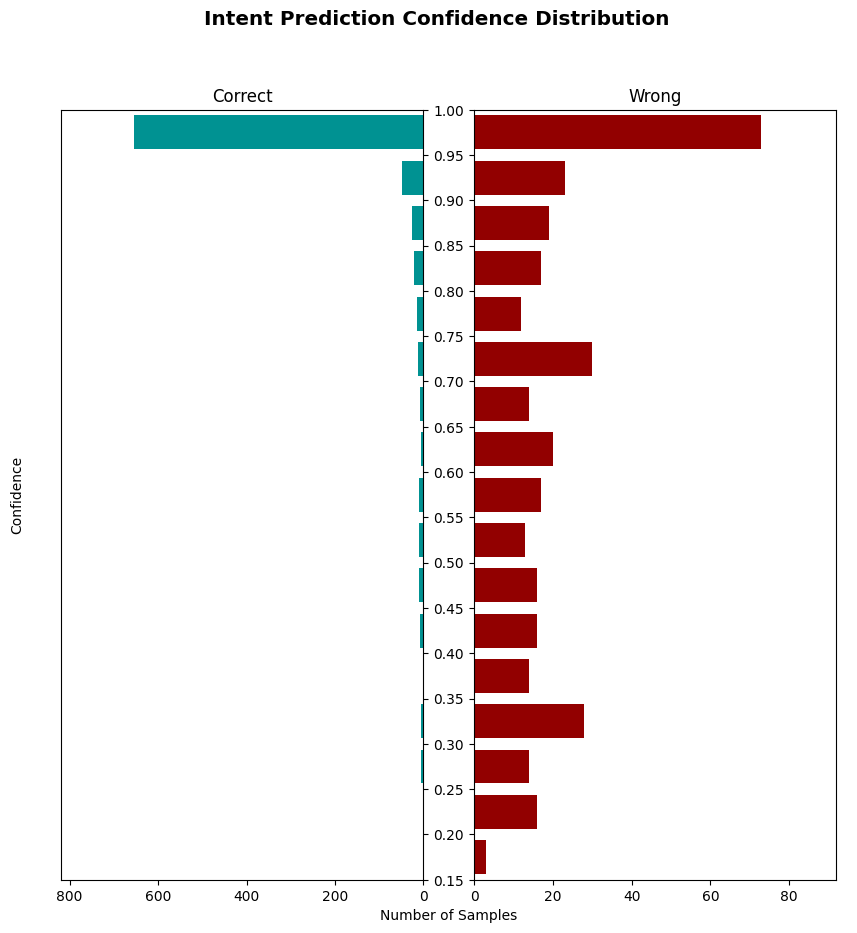 Intent Prediction Confidence Distribution
Correct
Wrong
1.00
0.95
0.90
0.85
0.80
0.75
0.70
0.65
0.60
0.55
0.50
0.45
0.40
0.35
0.30
0.25
0.20
0.15
Confidence
800 600 400 200 0
0 20 40 60 80
Number of Samples